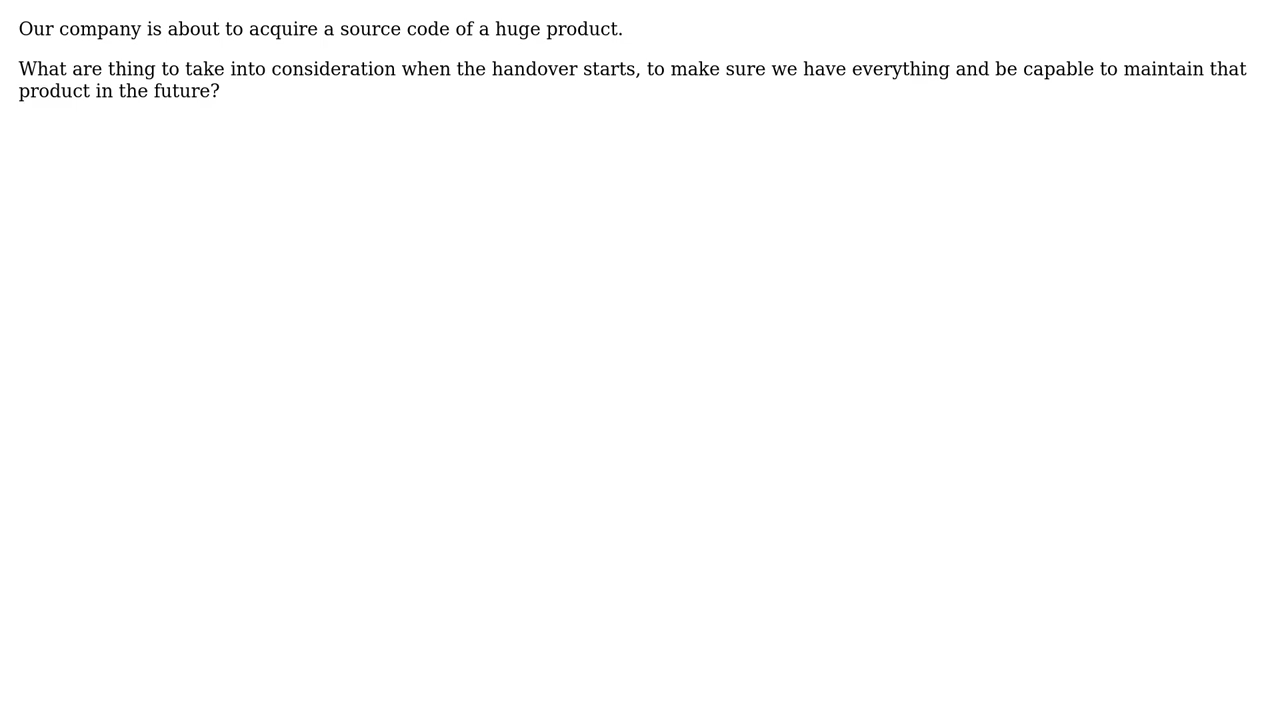 Our company is about to acquire a source code of a huge product.
What are thing to take into consideration when the handover starts, to make sure we have everything and be capable to maintain that
product in the future?